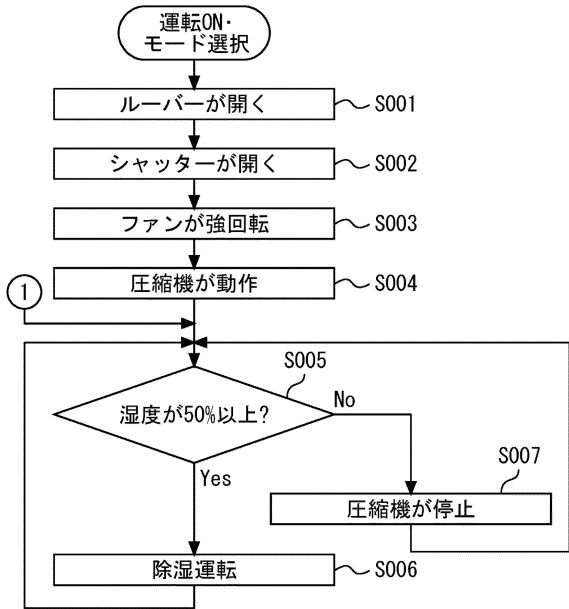 運転ON・
モード選択
ルーバーが開く
S001
シャッターが開く
S002
ファンが強回転
S003
圧縮機が動作
S004
1
S005
湿度が50%以上?
No
Yes
S007
圧縮機が停止
除湿運転
S006